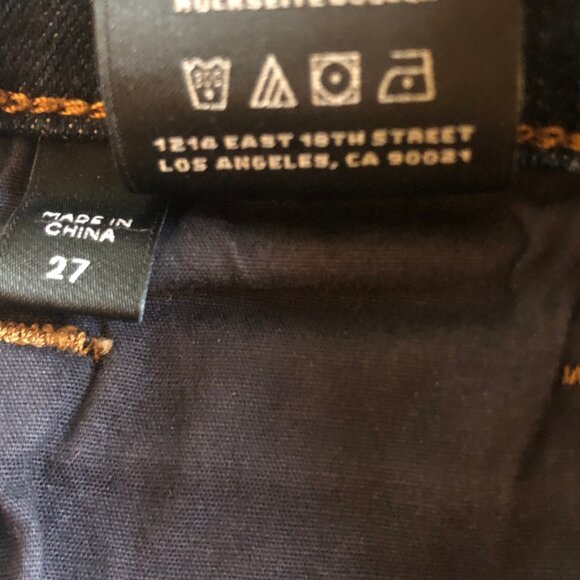 1214 EAST 18TH STREET
LOS ANGELES, CA 90021
MADE IN
CHINA
27